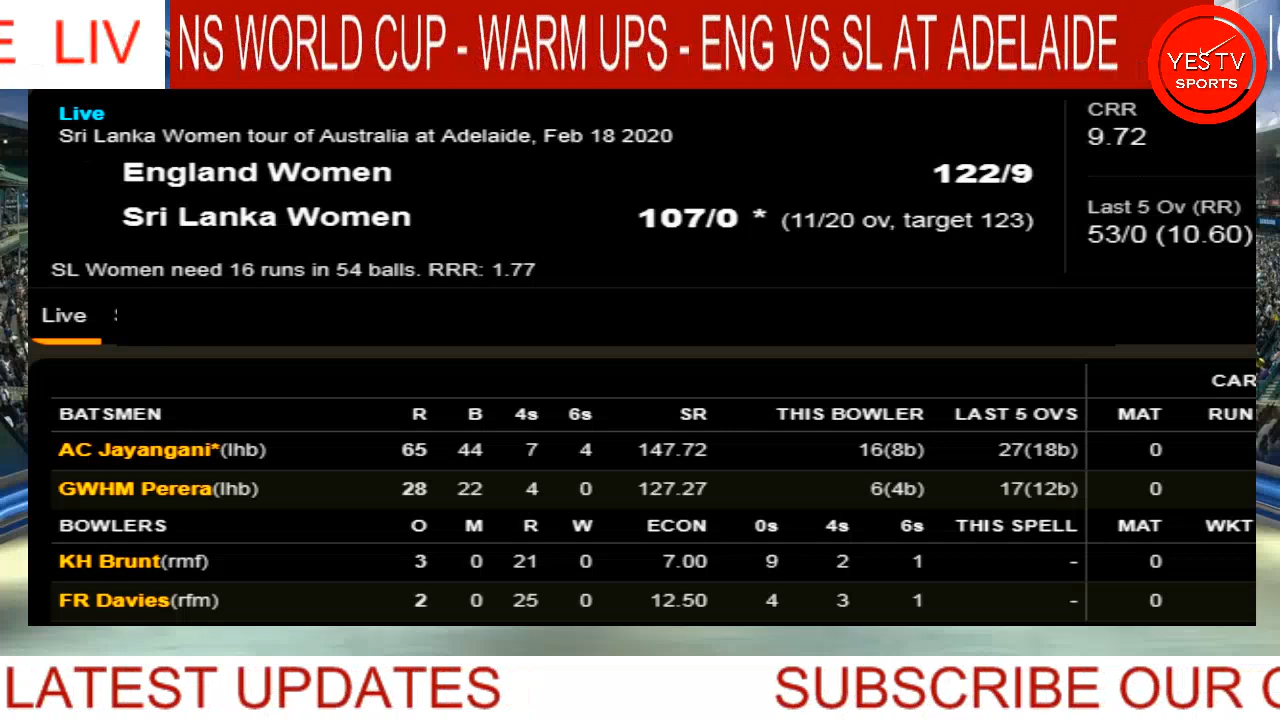 E LIV
NS WORLD CUP - WARM UPS - ENG VS SL AT ADELAIDE
YES TV
SPORTS
Live
Sri Lanka Women tour of Australia at Adelaide, Feb 18 2020
England Women 122/9
Sri Lanka Women 107/0 * (11/20 ov, target 123)
SL Women need 16 runs in 54 balls. RRR: 1.77
CRR
9.72
Last 5 Ov (RR)
53/0 (10.60)
Live
CAR
BATSMEN R B 4s 6s SR THIS BOWLER LAST 5 OVS MAT RUN
AC Jayangani*(lhb) 65 44 7 4 147.72 16(8b) 27(18b) 0
GWHM Perera(lhb) 28 22 4 0 127.27 6(4b) 17(12b) 0
BOWLERS O M R W ECON 0s 4s 6s THIS SPELL MAT WKT
KH Brunt(rmf) 3 0 21 0 7.00 9 2 1 - 0
FR Davies(rfm) 2 0 25 0 12.50 4 3 1 - 0
LATEST UPDATES SUBSCRIBE OUR C